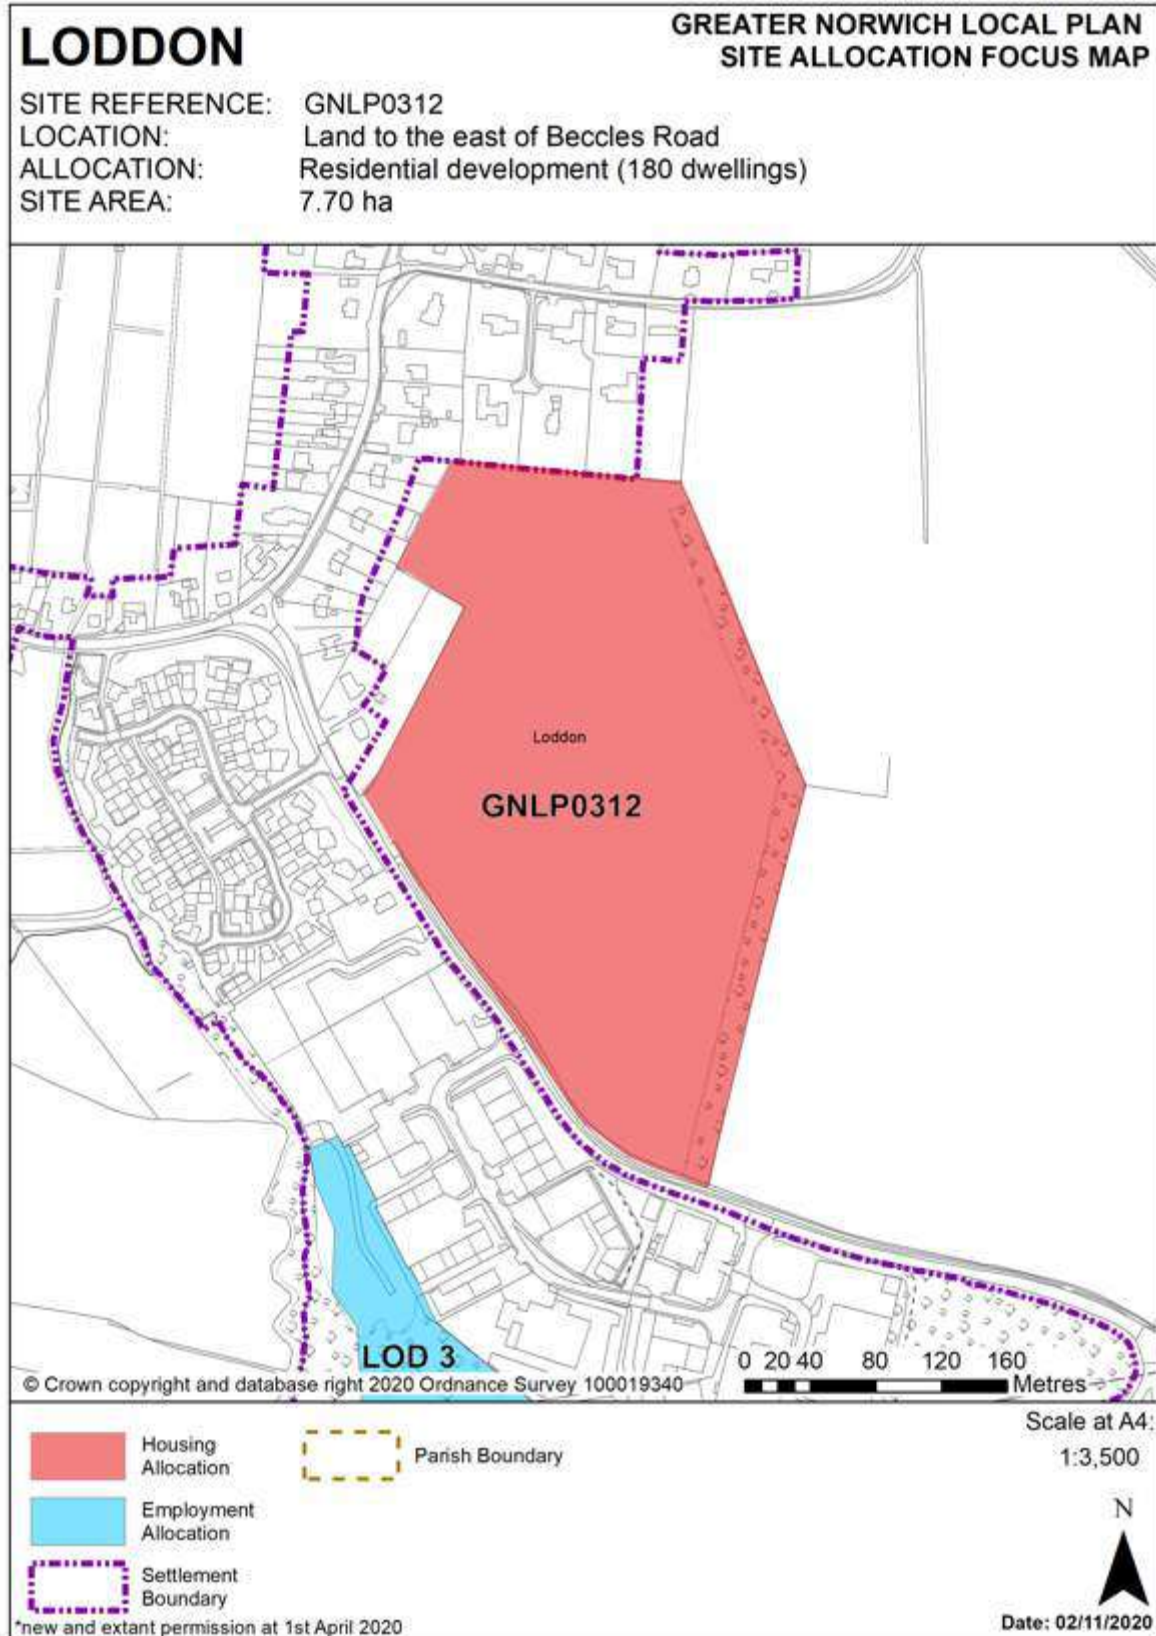 LODDON
GREATER NORWICH LOCAL PLAN
SITE ALLOCATION FOCUS MAP
SITE REFERENCE: GNLP0312
LOCATION: Land to the east of Beccles Road
ALLOCATION: Residential development (180 dwellings)
SITE AREA: 7.70 ha
Loddon
GNLP0312
LOD 3
0 20 40 80 120 160
Metres
© Crown copyright and database right 2020 Ordnance Survey 100019340
Housing
Allocation
Parish Boundary
Employment
Allocation
Settlement
Boundary
Scale at A4:
1:3,500
N
*new and extant permission at 1st April 2020
Date: 02/11/2020